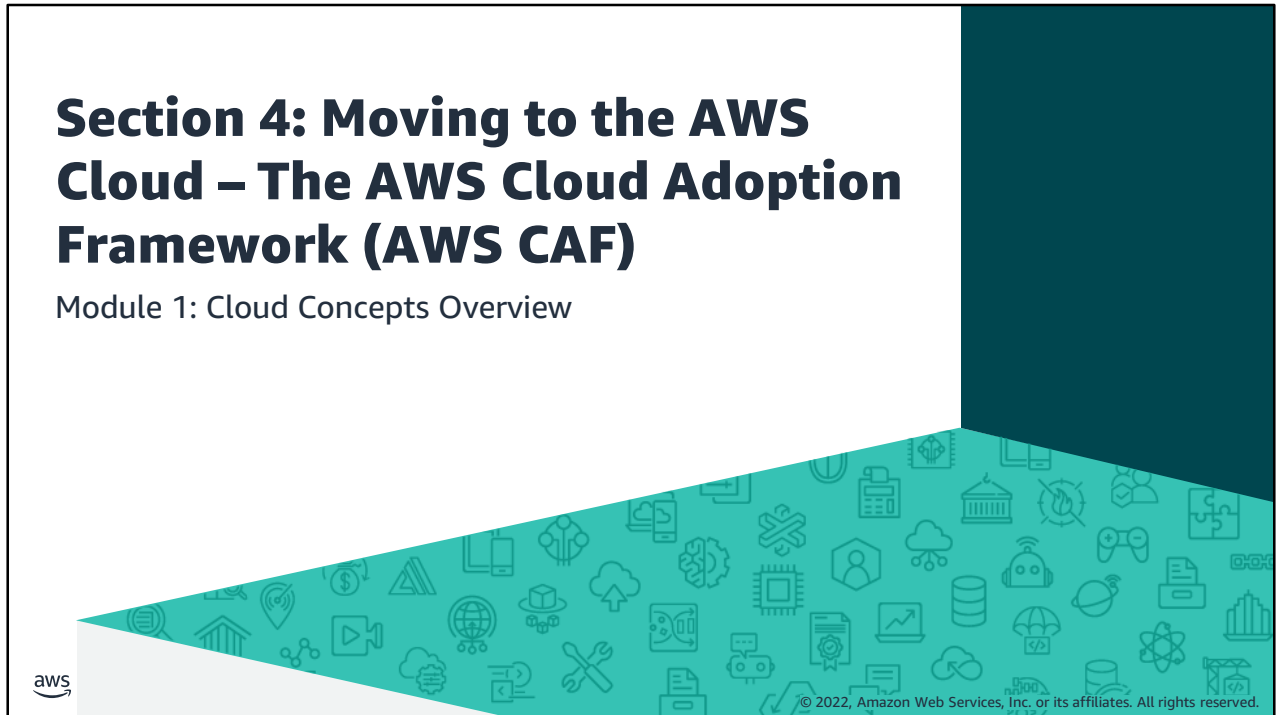 Section 4: Moving to the AWS
Cloud – The AWS Cloud Adoption
Framework (AWS CAF)
Module 1: Cloud Concepts Overview
aws
© 2022, Amazon Web Services, Inc. or its affiliates. All rights reserved.